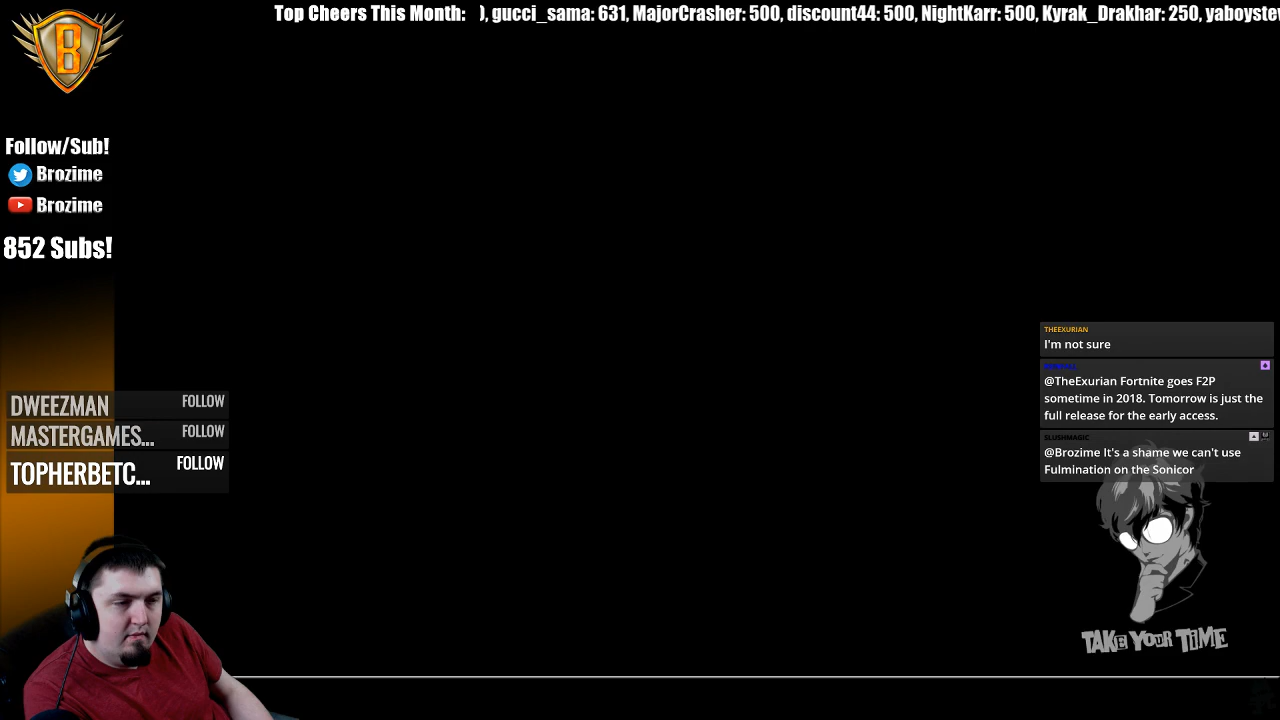 Top Cheers This Month: ), gucci_sama: 631, MajorCrasher: 500, discount44: 500, NightKarr: 500, Kyrak_Drakhar: 250, yaboystev
B
Follow/Sub!
Brozime
Brozime
852 Subs!
DWEEZMAN FOLLOW
MASTERGAMES... FOLLOW
TOPHERBETC... FOLLOW
THEEXURIAN
I'm not sure
@TheExurian Fortnite goes F2P
sometime in 2018. Tomorrow is just the
full release for the early access.
SLUSHMAGIC
@Brozime It's a shame we can't use
Fulmination on the Sonicor
TAKE YOUR TIME